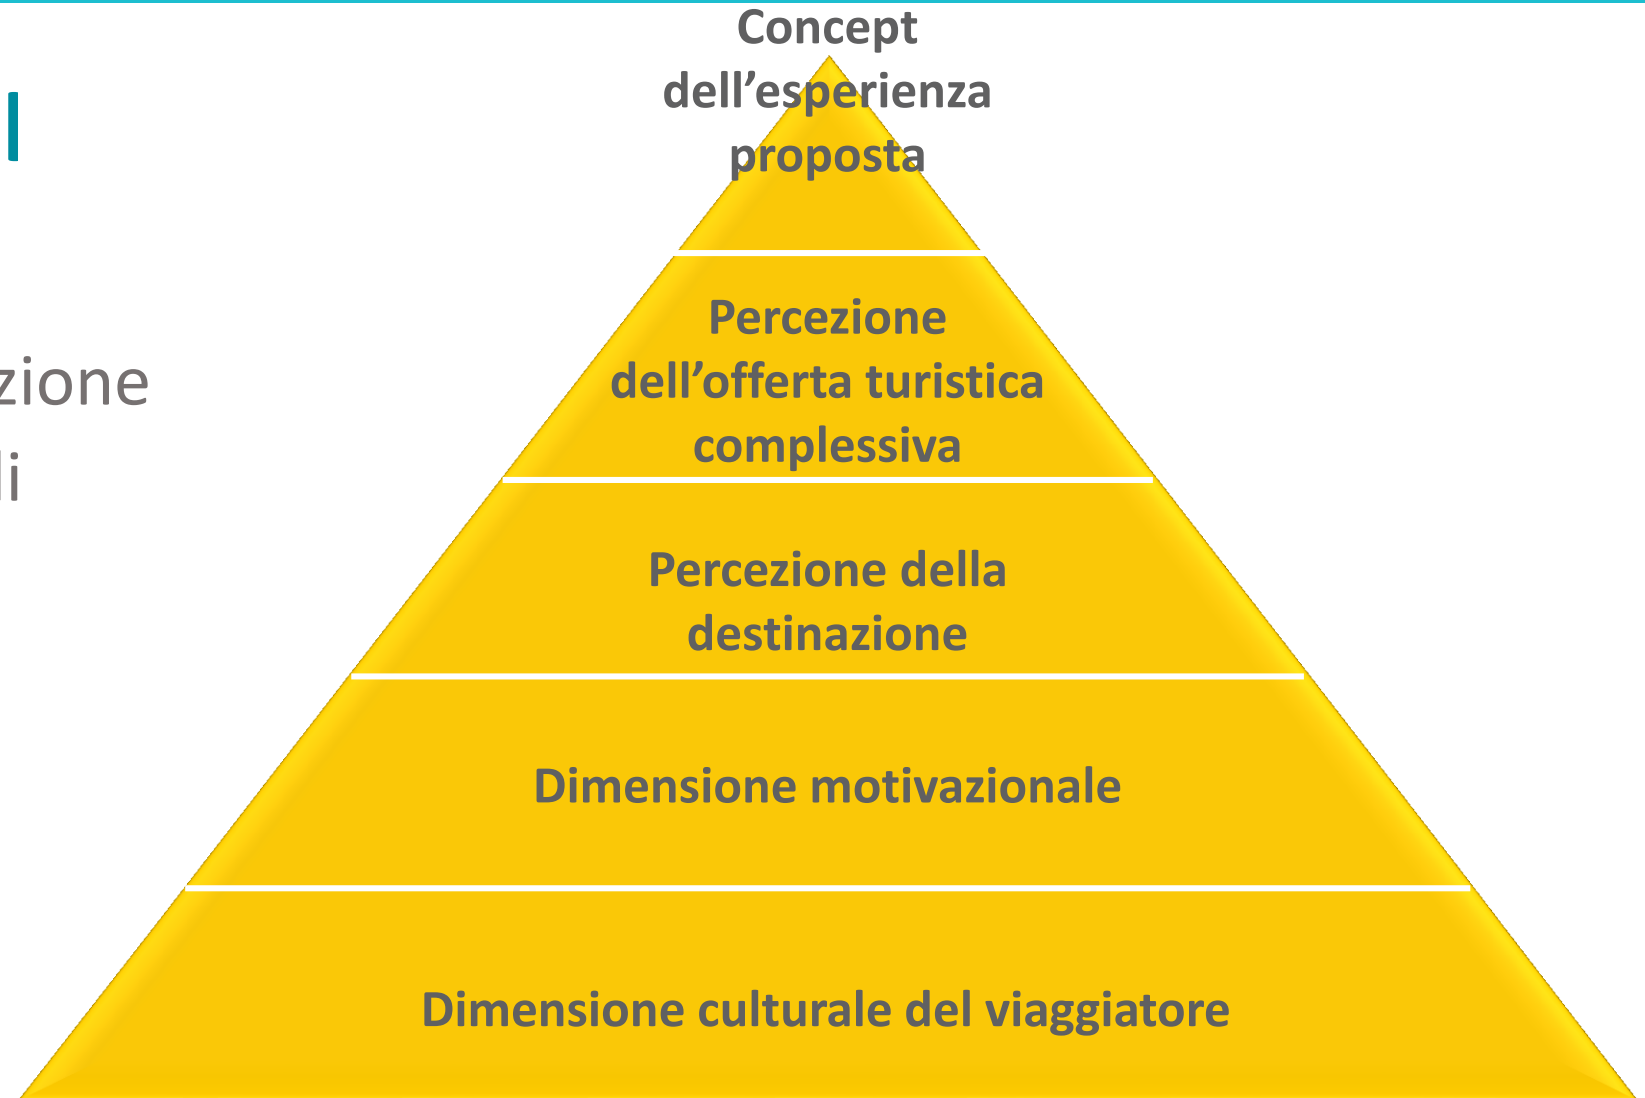 Concept
dell’esperienza
proposta
zione
li
Percezione
dell’offerta turistica
complessiva
Percezione della
destinazione
Dimensione motivazionale
Dimensione culturale del viaggiatore